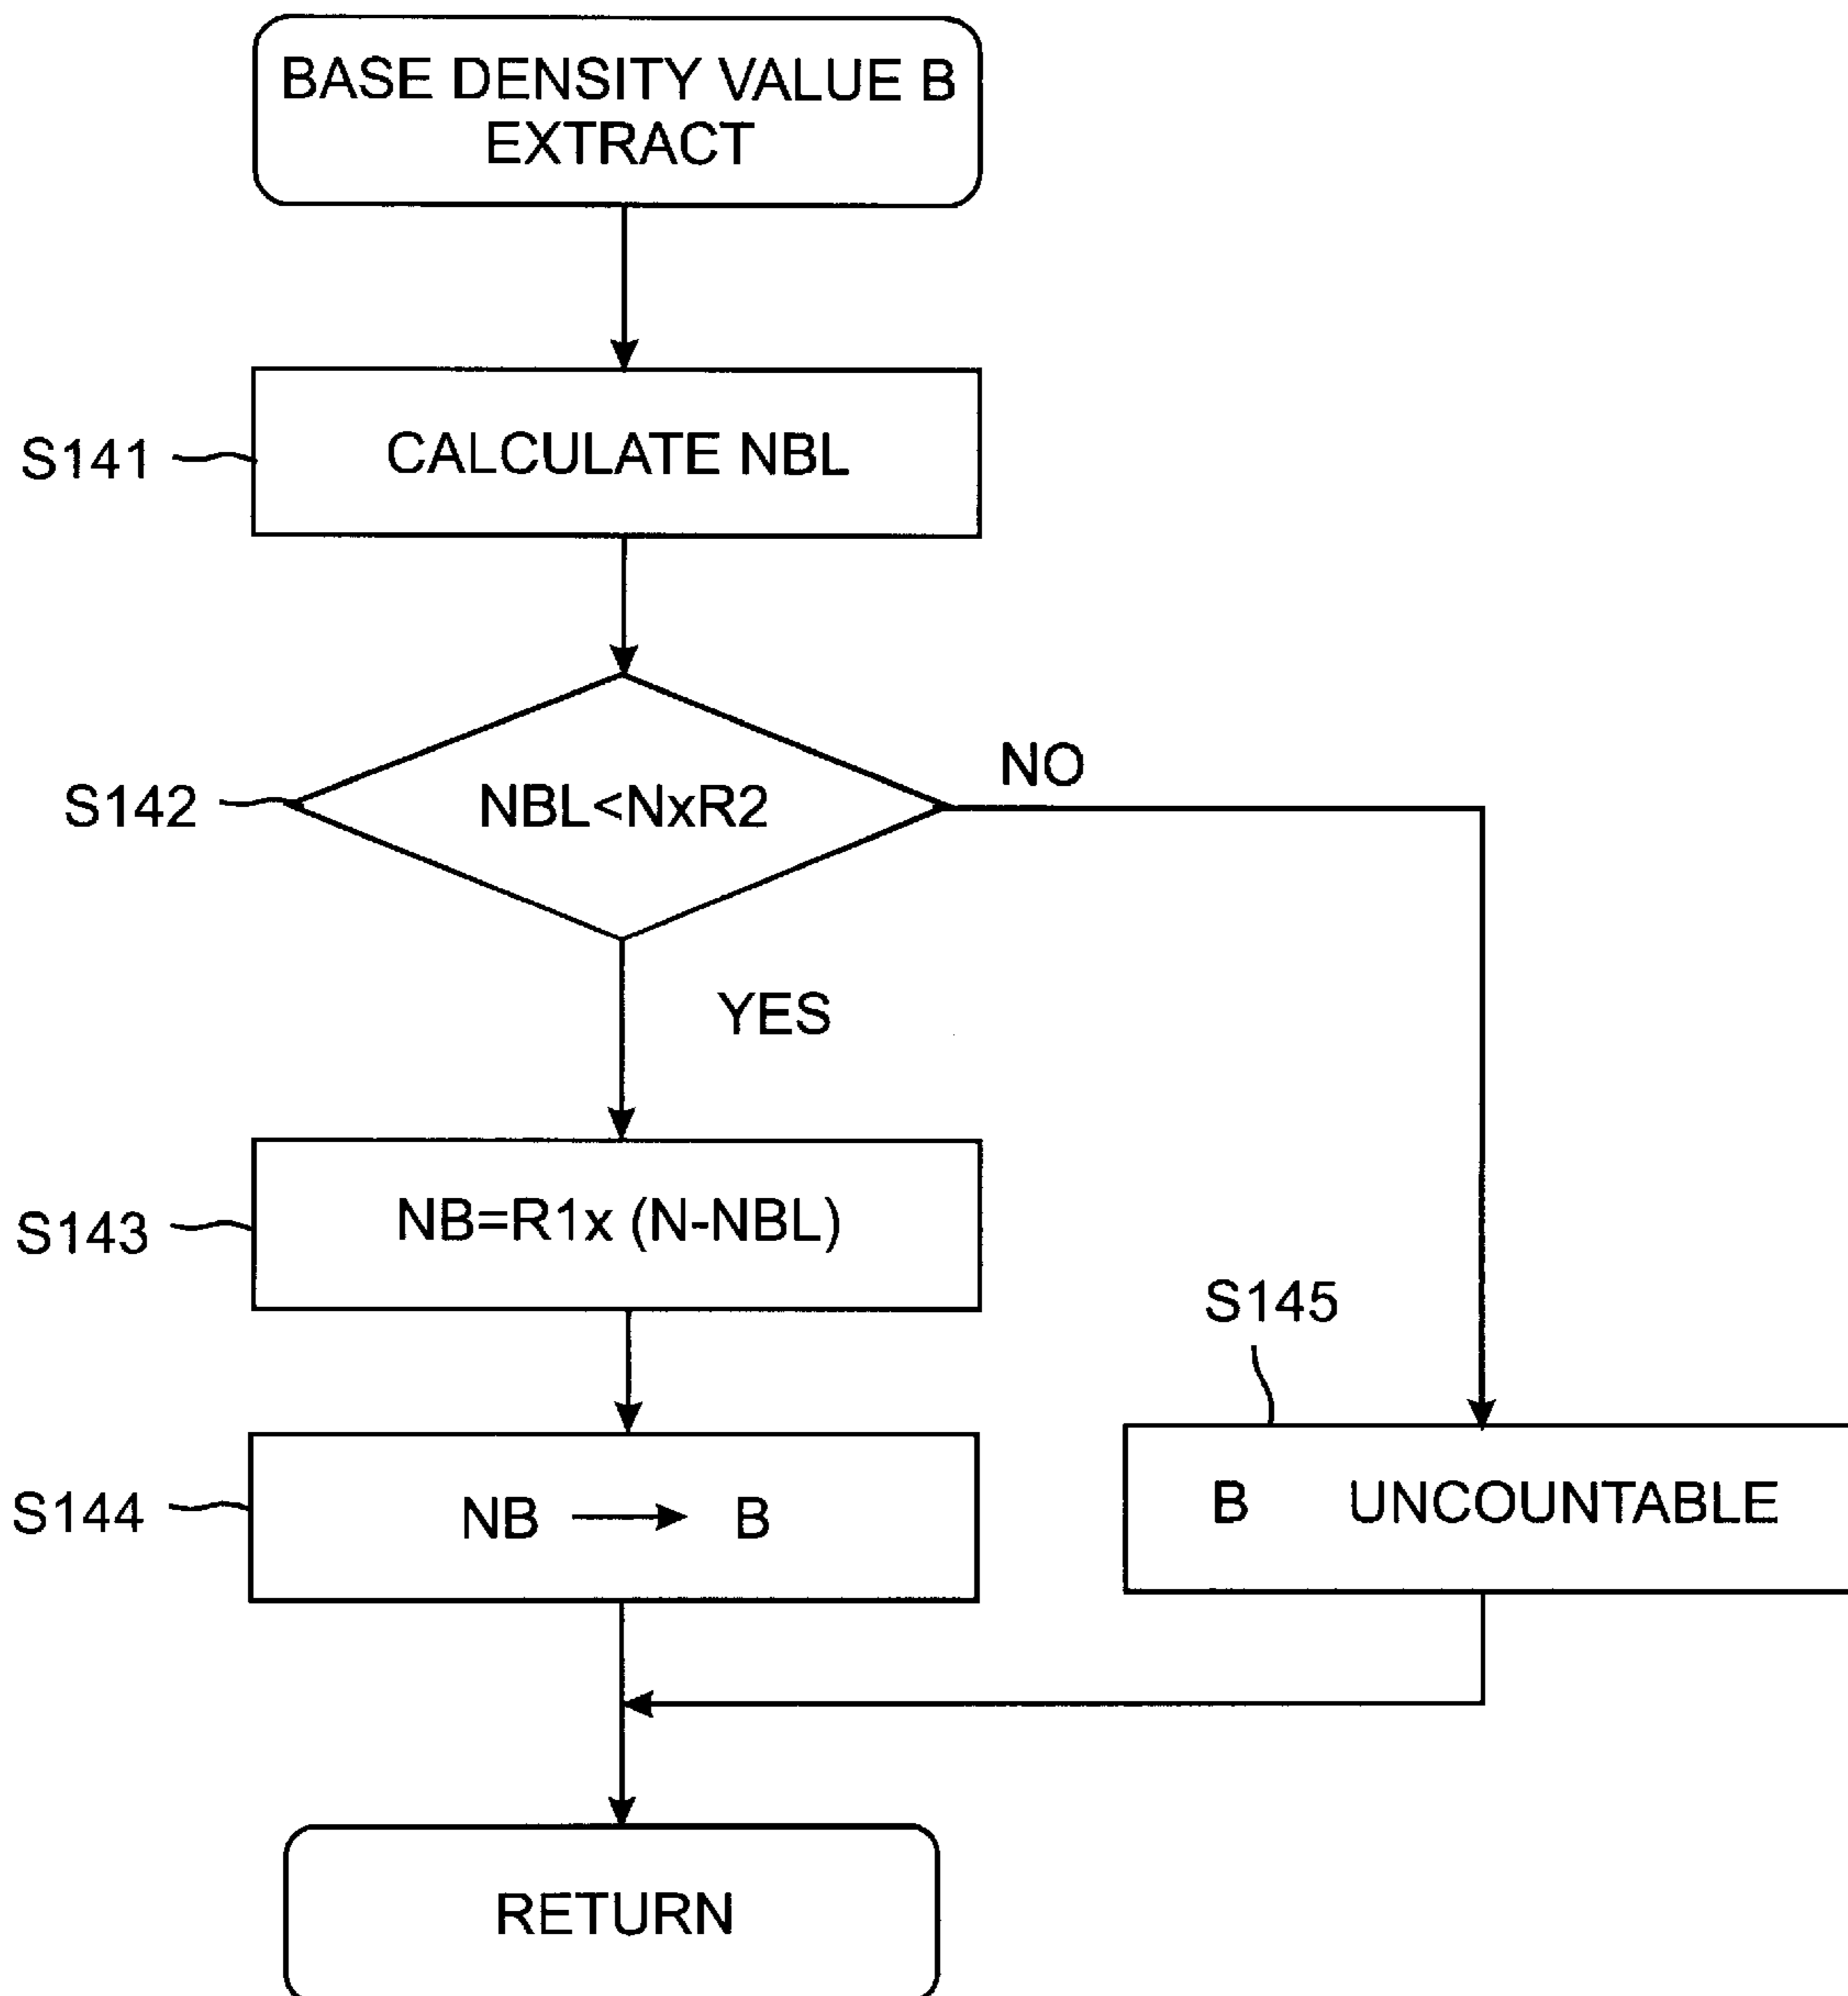 BASE DENSITY VALUE B
EXTRACT
S141
CALCULATE NBL
S142
NBL<NxR2
NO
YES
S143
NB=R1x (N-NBL)
S145
S144
NB → B
B UNCOUNTABLE
RETURN